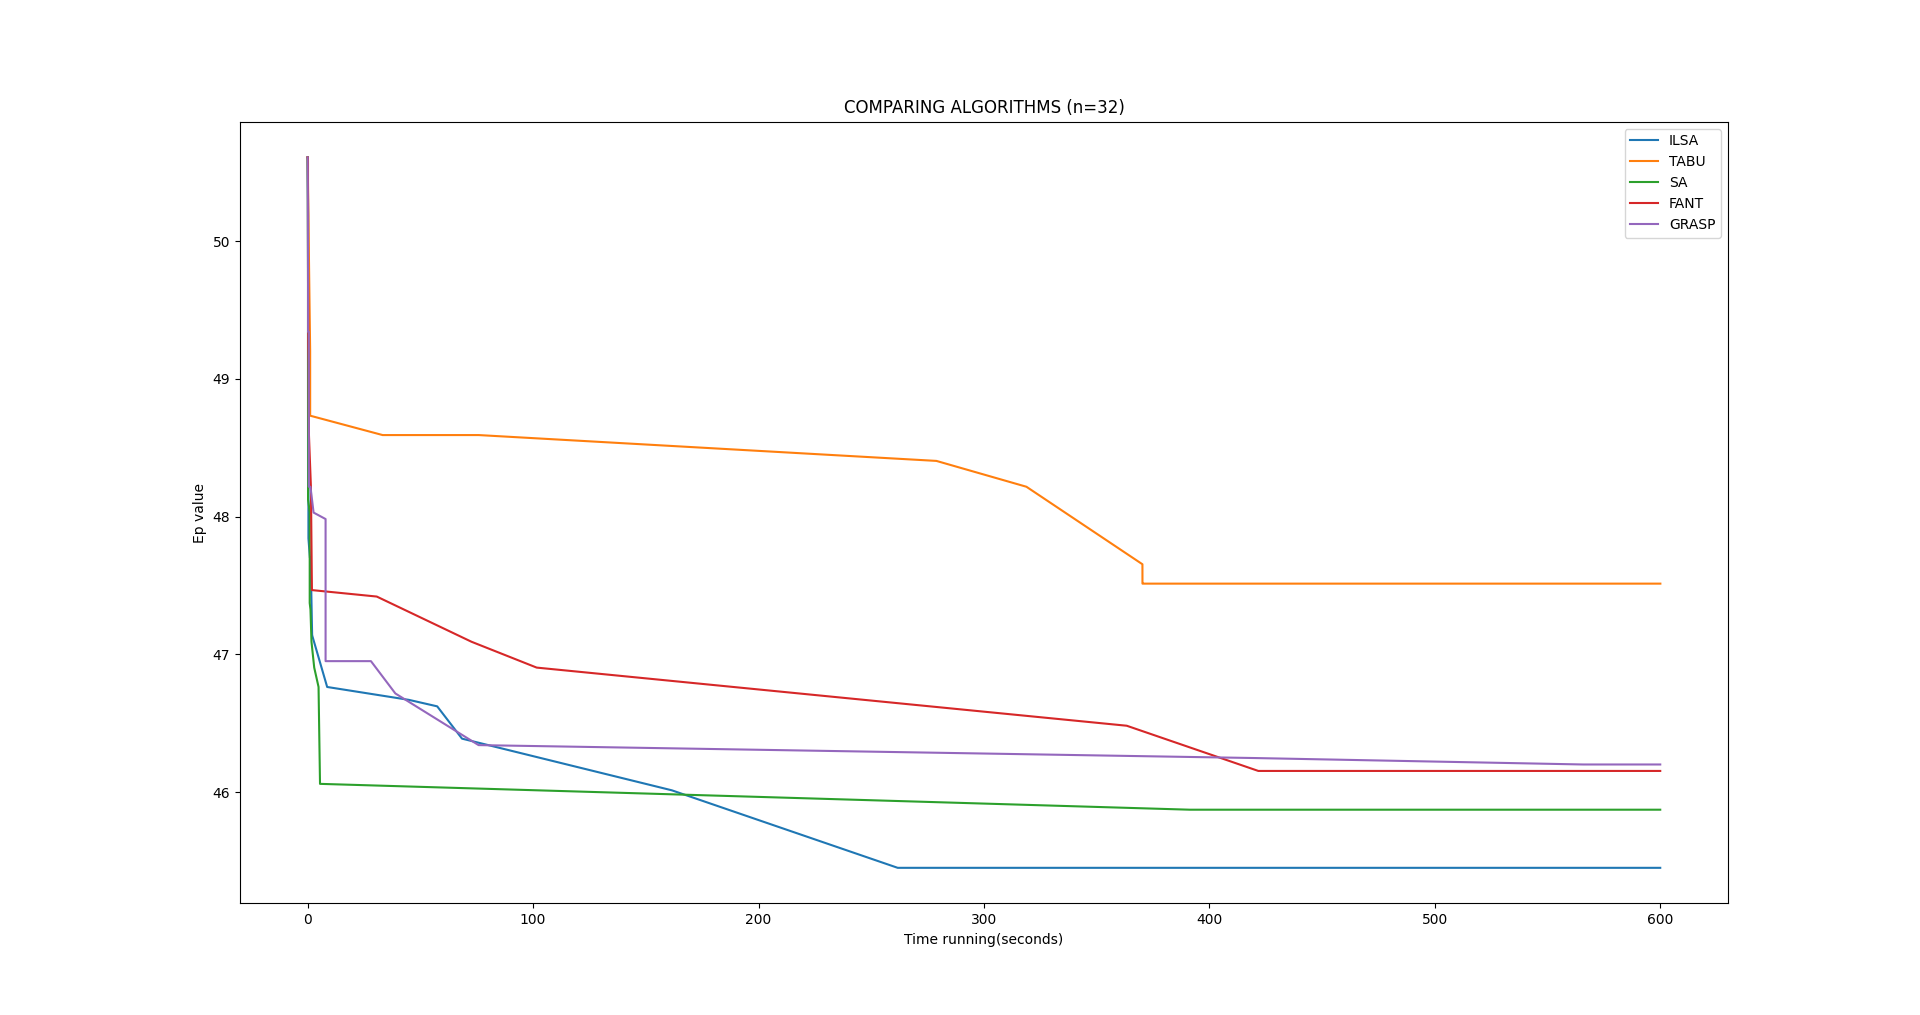 COMPARING ALGORITHMS (n=32)
ILSA
TABU
SA
FANT
GRASP
Ep value
50
49
48
47
46
0 100 200 300 400 500 600
Time running(seconds)